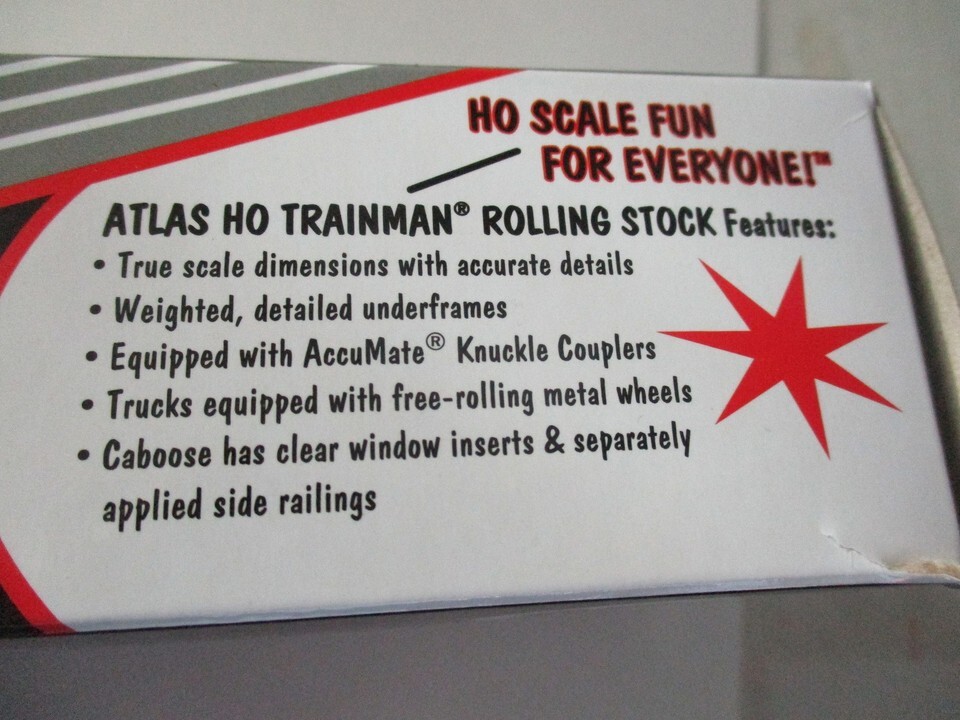 HO SCALE FUN
FOR EVERYONE!™
ATLAS HO TRAINMAN® ROLLING STOCK Features:
• True scale dimensions with accurate details
• Weighted, detailed underframes
• Equipped with AccuMate® Knuckle Couplers
• Trucks equipped with free-rolling metal wheels
• Caboose has clear window inserts & separately
applied side railings